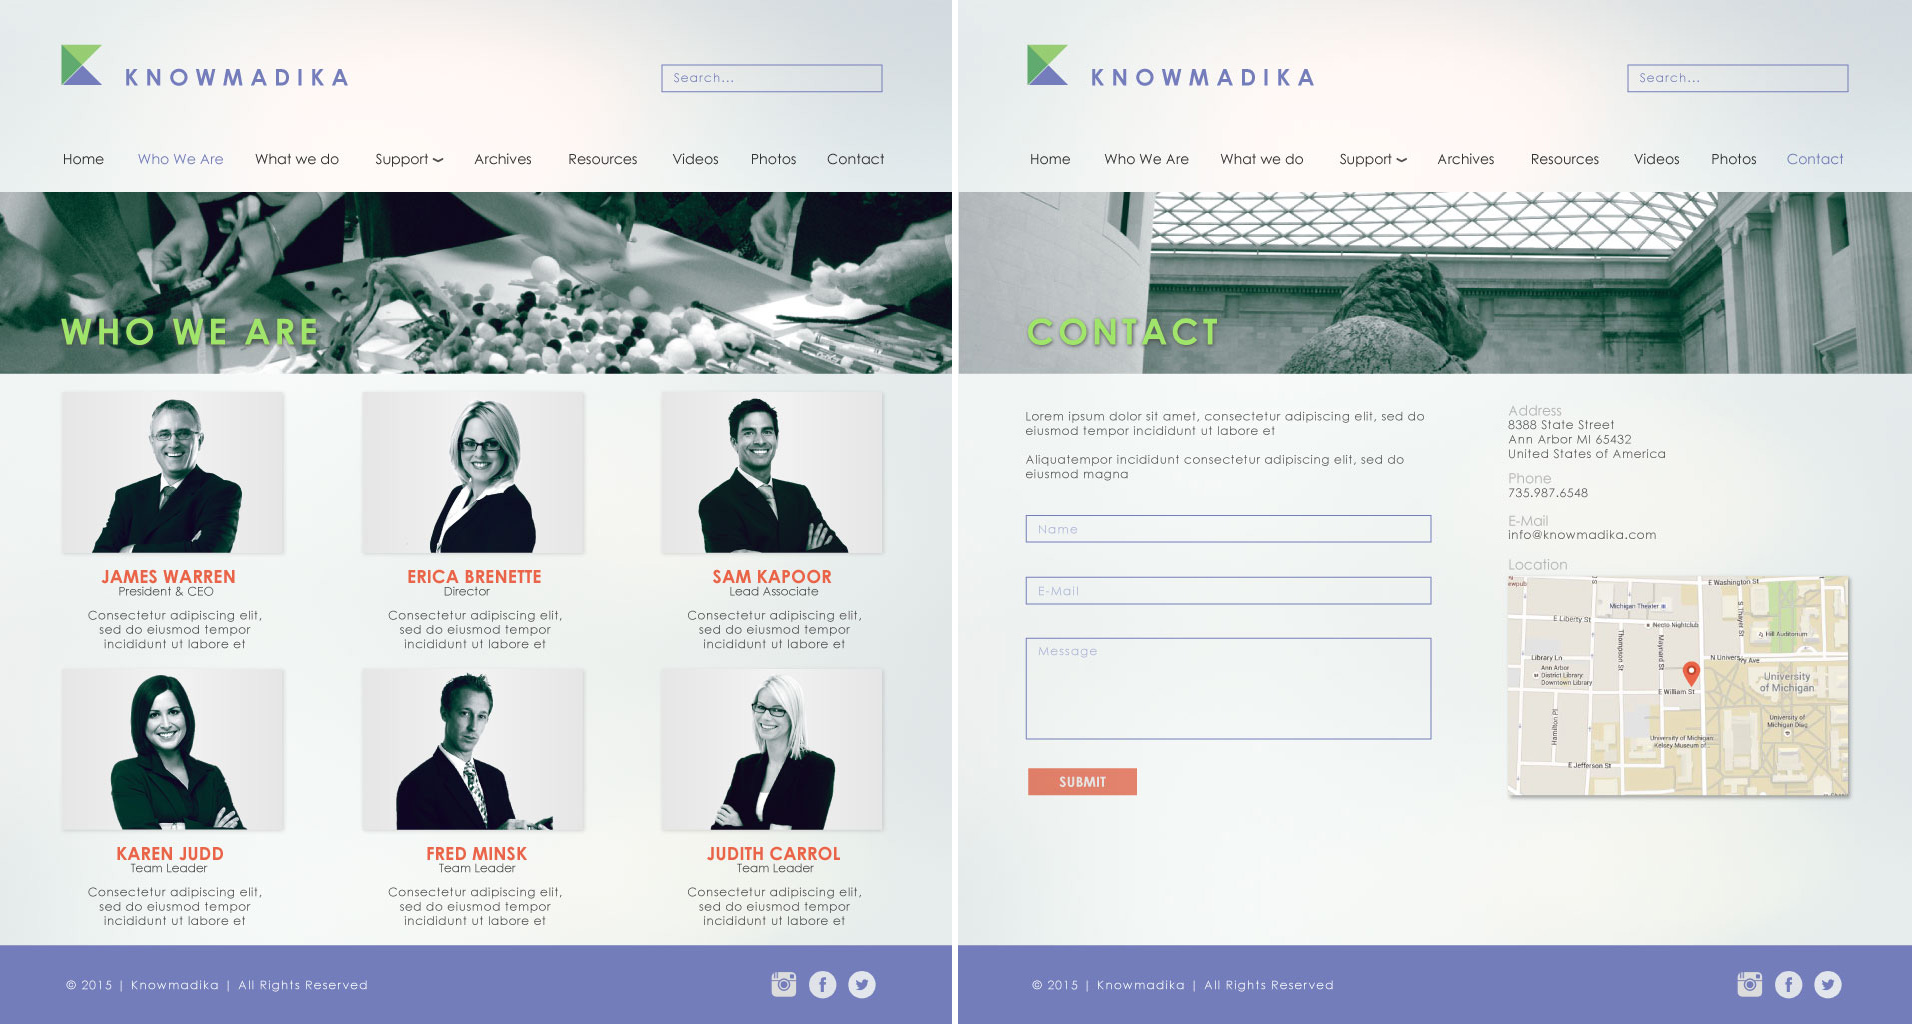 KNOWMADIKA
Search...
Home Who We Are What we do Support Archives Resources Videos Photos Contact
WHO WE ARE
JAMES WARREN
President & CEO
Consectetur adipiscing elit,
sed do eiusmod tempor
incididunt ut labore et
ERICA BRENETTE
Director
Consectetur adipiscing elit,
sed do eiusmod tempor
incididunt ut labore et
SAM KAPOOR
Lead Associate
Consectetur adipiscing elit,
sed do eiusmod tempor
incididunt ut labore et
KAREN JUDD
Team Leader
Consectetur adipiscing elit,
sed do eiusmod tempor
incididunt ut labore et
FRED MINSK
Team Leader
Consectetur adipiscing elit,
sed do eiusmod tempor
incididunt ut labore et
JUDITH CARROL
Team Leader
Consectetur adipiscing elit,
sed do eiusmod tempor
incididunt ut labore et
© 2015 | Knowmadika | All Rights Reserved
KNOWMADIKA
Search...
Home Who We Are What we do Support Archives Resources Videos Photos Contact
CONTACT
Lorem ipsum dolor sit amet, consectetur adipiscing elit, sed do
eiusmod tempor incididunt ut labore et
Aliquatempor incididunt consectetur adipiscing elit, sed do
eiusmod magna
Name
E-Mail
Message
SUBMIT
Address
8388 State Street
Ann Arbor MI 65432
United States of America
Phone
735.987.6548
E-Mail
info@knowmadika.com
Location
E Washington St
Michigan Theater
S Thayer St
E Liberty St
Necto Nightclub
Hill Auditorium
Thompson St
Maynard St
Library Ln
N Univers
Ave
Ann Arbor
District Library:
Downtown Library
University
of Michigan
E William St
Hamilton Pl
University of
Michigan Diag
University of Michigan:
Kelsey Museum of..
E Jefferson St
© 2015 | Knowmadika | All Rights Reserved